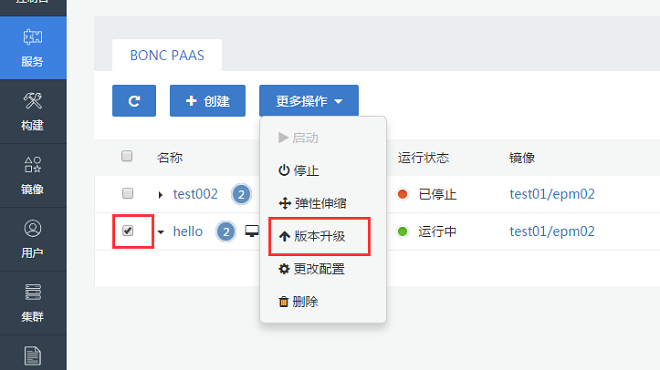 控制台
服务
构建
镜像
用户
集群
BONC PAAS
创建
更多操作
启动
停止
弹性伸缩
版本升级
更改配置
删除
名称 运行状态 镜像
test002 2 已停止 test01/epm02
hello 2 运行中 test01/epm02